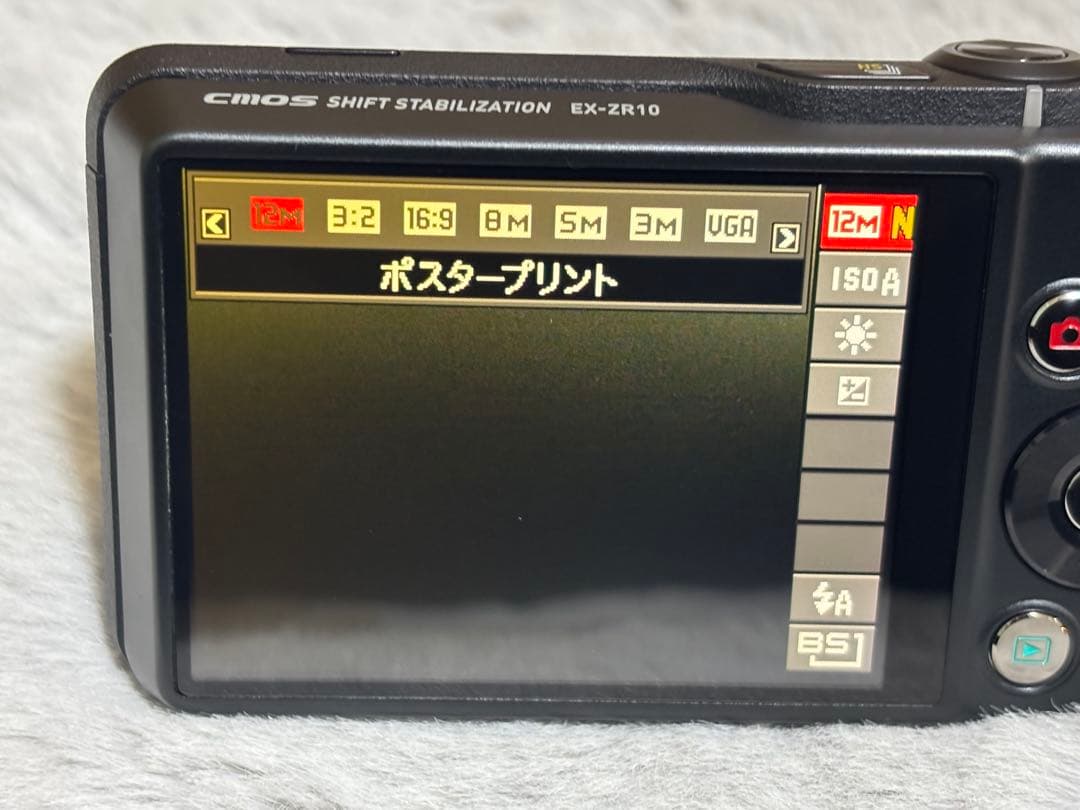 CMOS SHIFT STABILIZATION EX-ZR10
12M 3:2 16:9 8M 5M 3M VGA
ポスタープリント
12M N
ISO A
A
BS1